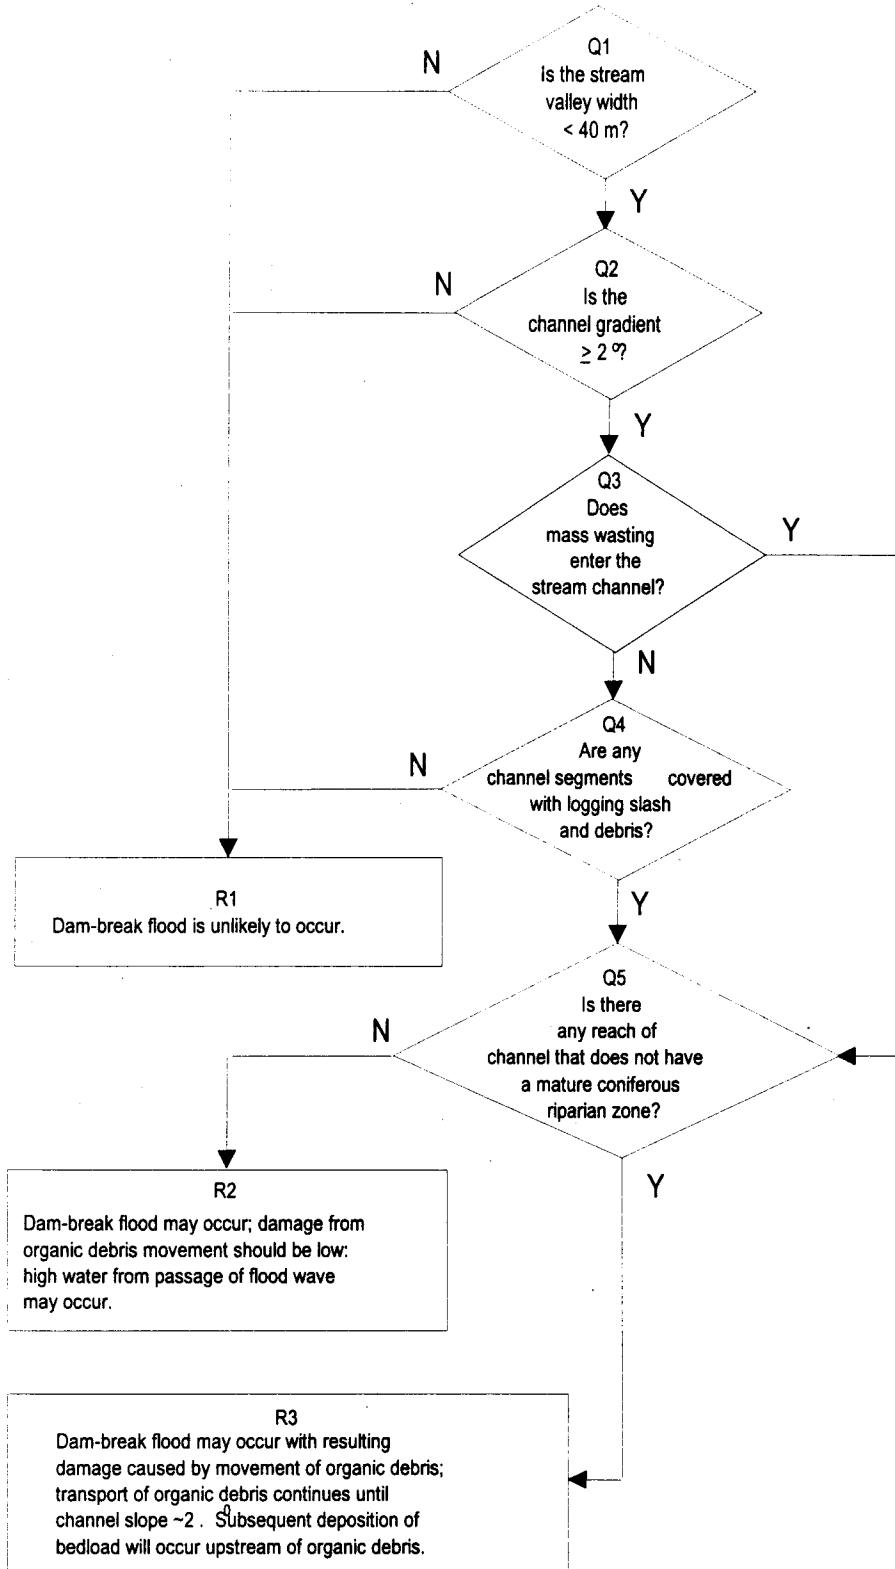 Q1
N
Is the stream
valley width
< 40 m?
Y
Q2
N
Is the
channel gradient
≥ 2 º?
Y
Q3
Does
Y
mass wasting
enter the
stream channel?
N
Q4
Are any
N
channel segments covered
with logging slash
and debris?
Y
R1
Dam-break flood is unlikely to occur.
Q5
Is there
N
any reach of
channel that does not have
a mature coniferous
riparian zone?
Y
R2
Dam-break flood may occur; damage from
organic debris movement should be low:
high water from passage of flood wave
may occur.
R3
Dam-break flood may occur with resulting
damage caused by movement of organic debris;
transport of organic debris continues until
channel slope ~2 . Subsequent deposition of
bedload will occur upstream of organic debris.